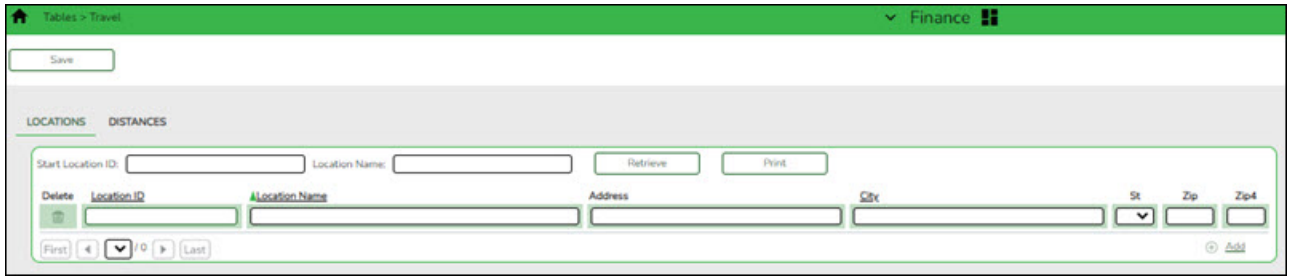 Tables > Travel Finance
Save
LOCATIONS DISTANCES
Start Location ID: Location Name: Retrieve Print
Delete Location ID Location Name Address City St Zip Zip4
First / 0 Last Add